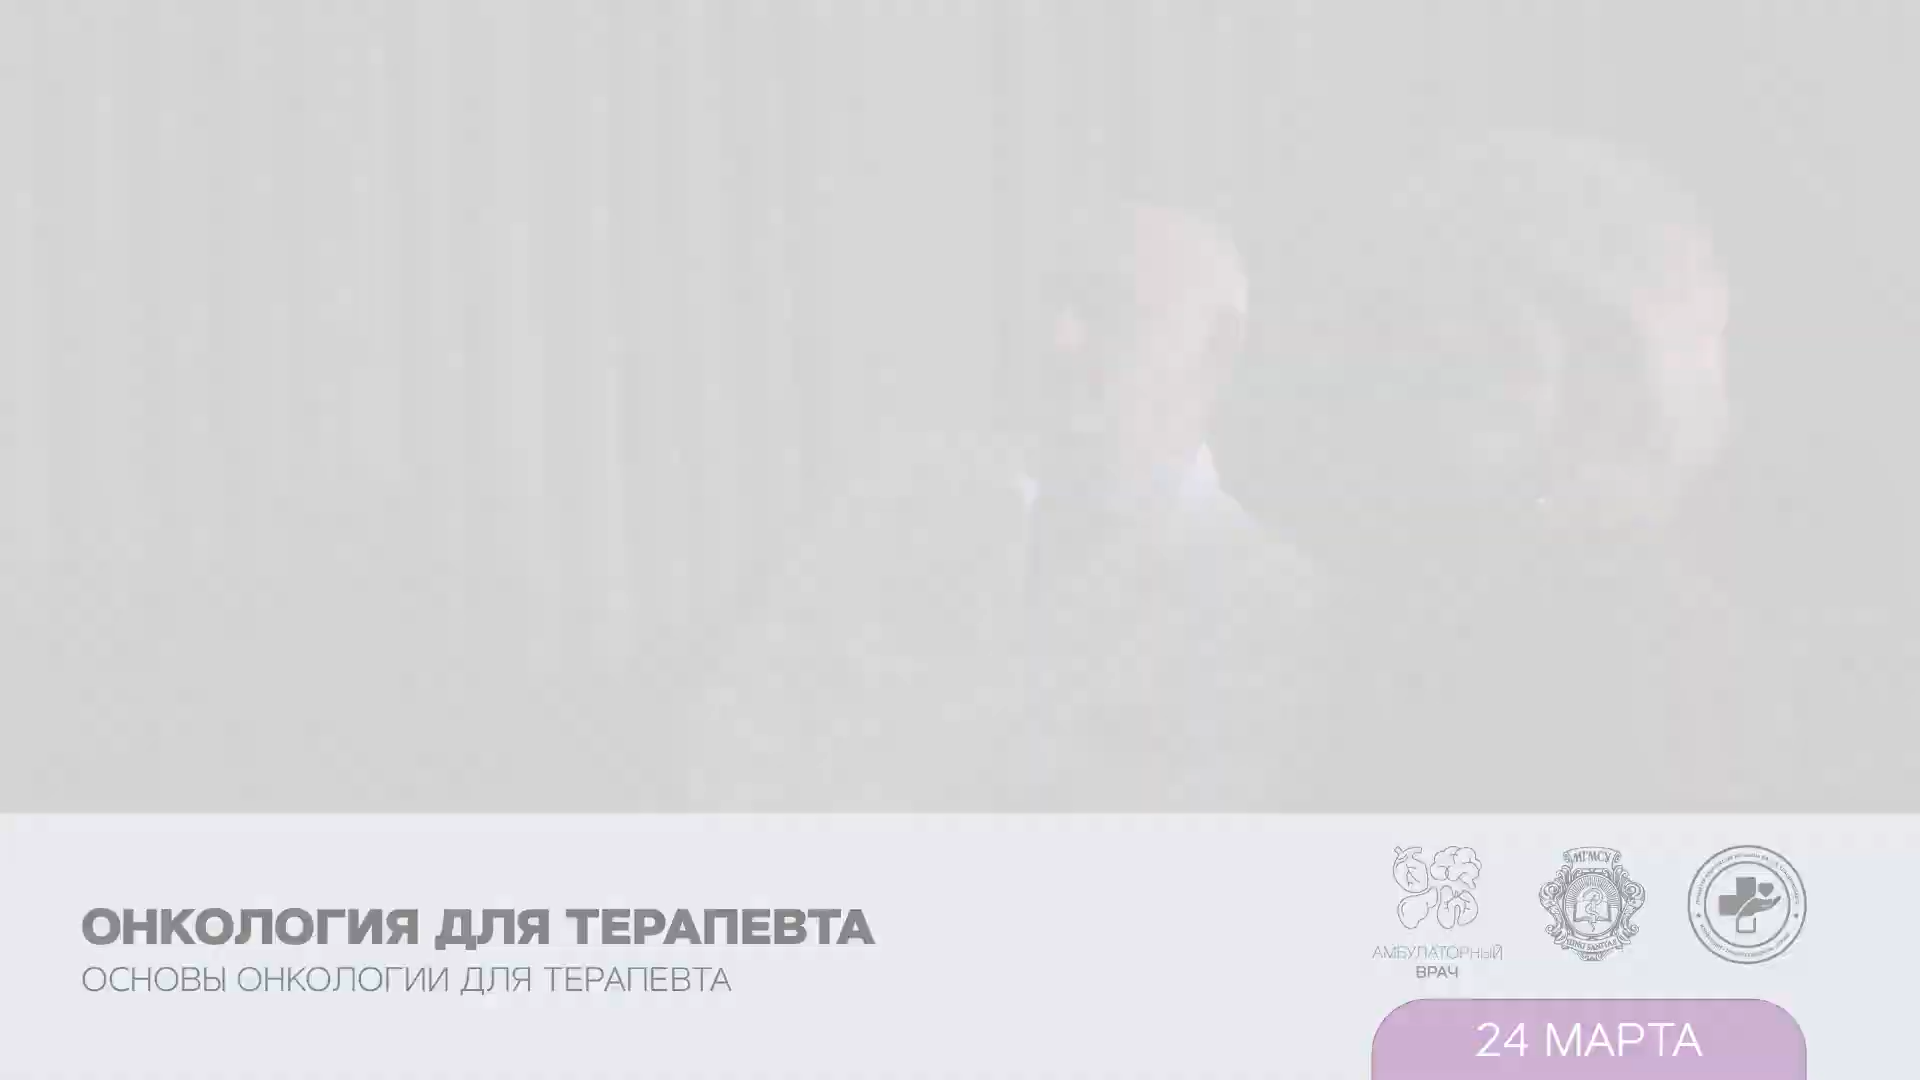 ОНКОЛОГИЯ ДЛЯ ТЕРАПЕВТА
ОСНОВЫ ОНКОЛОГИИ ДЛЯ ТЕРАПЕВТА
АМБУЛАТОРНЫЙ
ВРАЧ
МГМСУ
24 МАРТА